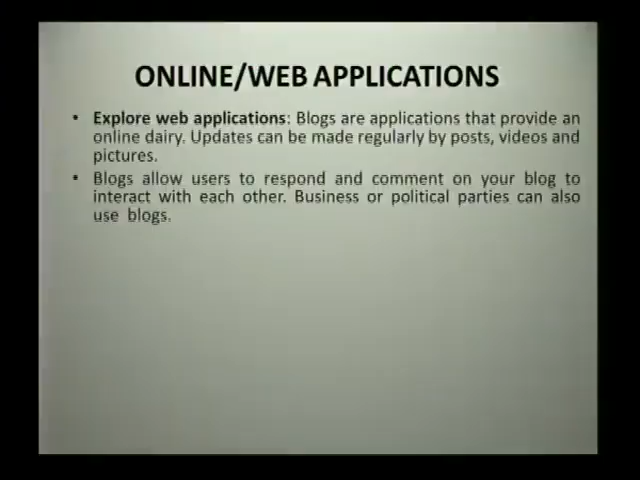 ONLINE/WEB APPLICATIONS
• Explore web applications: Blogs are applications that provide an
online dairy. Updates can be made regularly by posts, videos and
pictures.
• Blogs allow users to respond and comment on your blog to
interact with each other. Business or political parties can also
use blogs.